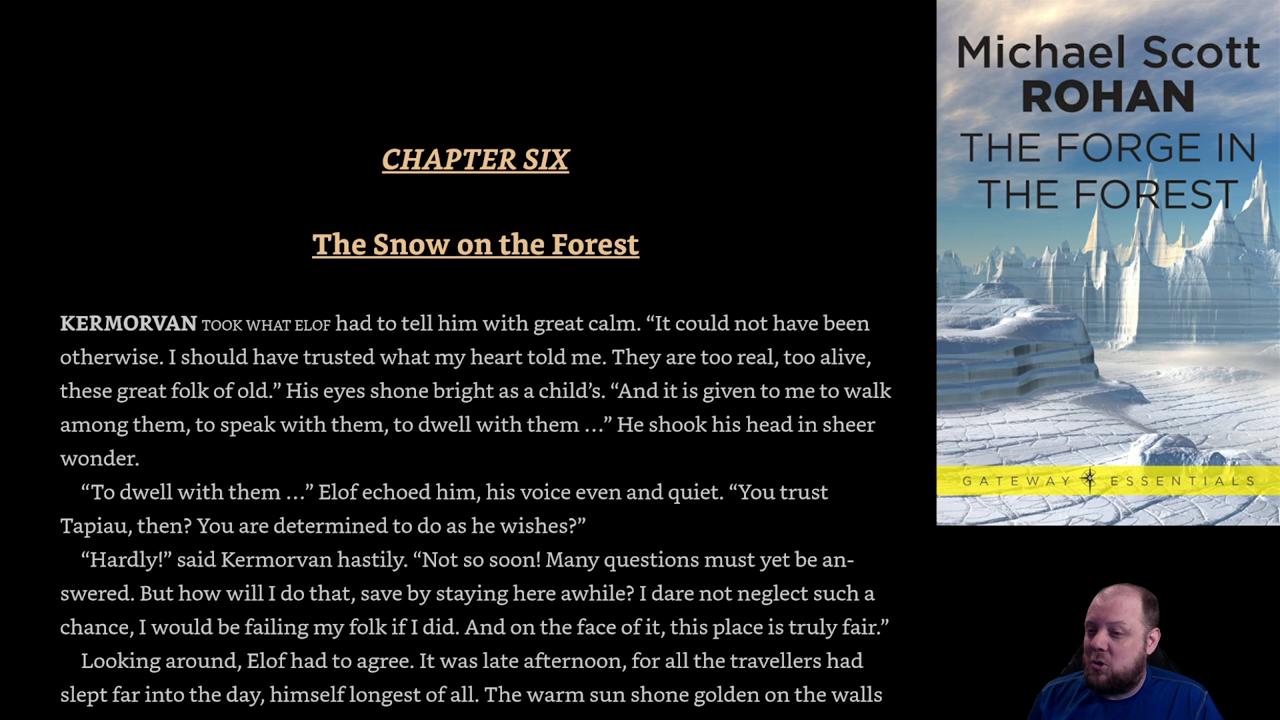 CHAPTER SIX
The Snow on the Forest
KERMORVAN TOOK WHAT ELOF had to tell him with great calm. “It could not have been
otherwise. I should have trusted what my heart told me. They are too real, too alive,
these great folk of old.” His eyes shone bright as a child’s. “And it is given to me to walk
among them, to speak with them, to dwell with them …” He shook his head in sheer
wonder.
“To dwell with them …” Elof echoed him, his voice even and quiet. “You trust
Tapiau, then? You are determined to do as he wishes?”
“Hardly!” said Kermorvan hastily. “Not so soon! Many questions must yet be an-
swered. But how will I do that, save by staying here awhile? I dare not neglect such a
chance, I would be failing my folk if I did. And on the face of it, this place is truly fair.”
Looking around, Elof had to agree. It was late afternoon, for all the travellers had
slept far into the day, himself longest of all. The warm sun shone golden on the walls
Michael Scott
ROHAN
THE FORGE IN
THE FOREST
GATEWAY ESSENTIALS